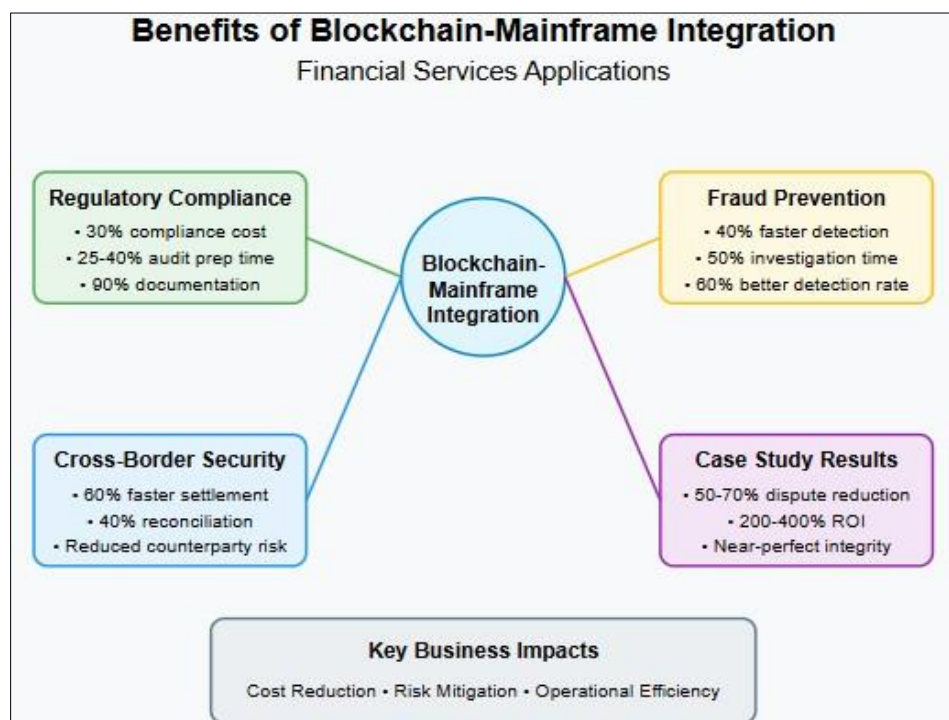 Benefits of Blockchain-Mainframe Integration
Financial Services Applications
Regulatory Compliance
• 30% compliance cost
• 25-40% audit prep time
• 90% documentation
Blockchain-
Mainframe
Integration
Fraud Prevention
• 40% faster detection
• 50% investigation time
• 60% better detection rate
Cross-Border Security
• 60% faster settlement
• 40% reconciliation
• Reduced counterparty risk
Case Study Results
• 50-70% dispute reduction
• 200-400% ROI
• Near-perfect integrity
Key Business Impacts
Cost Reduction • Risk Mitigation • Operational Efficiency